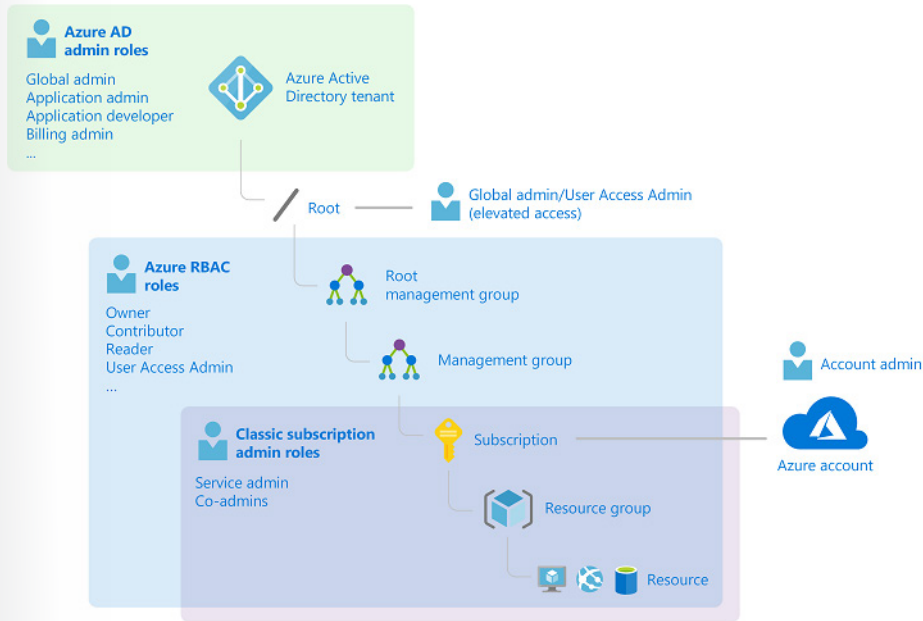 Azure AD
admin roles
Global admin
Application admin
Application developer
Billing admin
...
Azure Active
Directory tenant
Root
Global admin/User Access Admin
(elevated access)
Azure RBAC
roles
Owner
Contributor
Reader
User Access Admin
...
Root
management group
Management group
Account admin
Azure account
Classic subscription
admin roles
Service admin
Co-admins
Subscription
Resource group
Resource